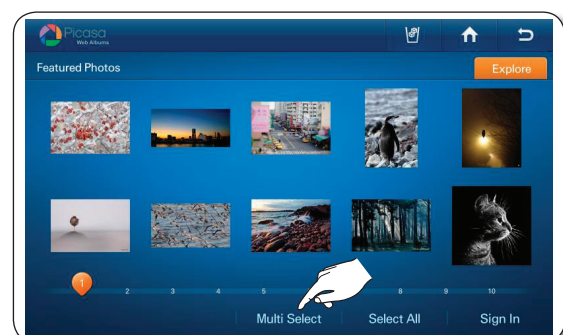 Picasa
Web Albums
Featured Photos
Explore
1 2 3 4 5 8 9 10
Multi Select Select All Sign In